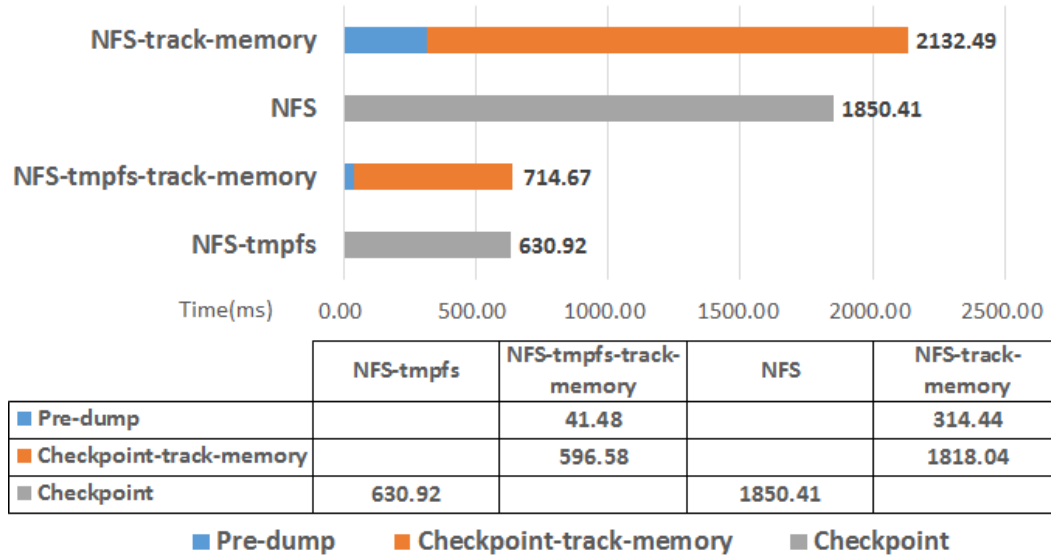 NFS-track-memory 2132.49
NFS 1850.41
NFS-tmpfs-track-memory 714.67
NFS-tmpfs 630.92
Time(ms) 0.00 500.00 1000.00 1500.00 2000.00 2500.00
NFS-tmpfs NFS-tmpfs-track-memory NFS NFS-track-memory
Pre-dump 41.48 314.44
Checkpoint-track-memory 596.58 1818.04
Checkpoint 630.92 1850.41
Pre-dump Checkpoint-track-memory Checkpoint